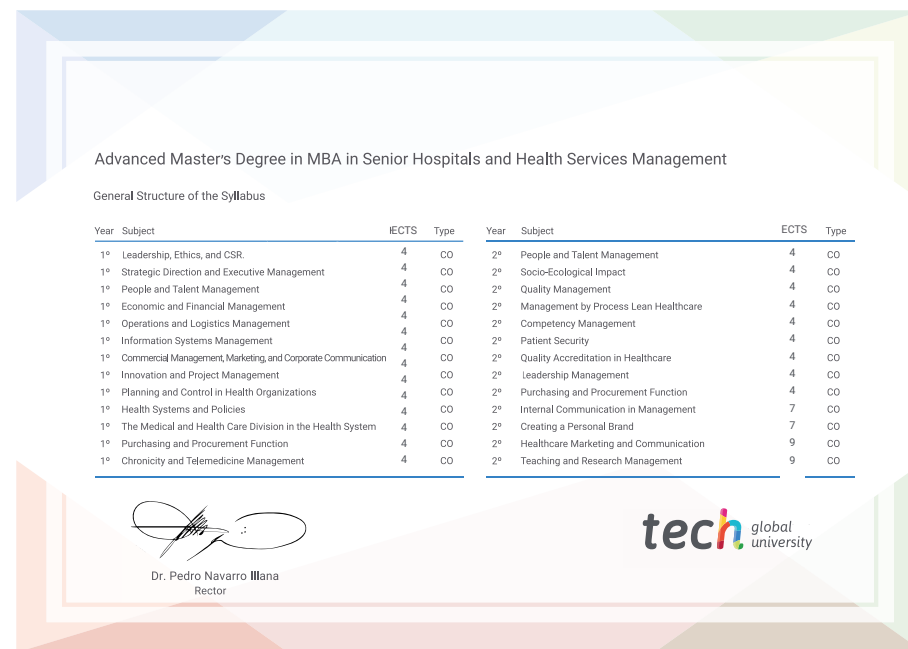 Advanced Master's Degree in MBA in Senior Hospitals and Health Services Management
General Structure of the Syllabus
Year Subject ECTS Type
1º Leadership, Ethics, and CSR. 4 CO
1º Strategic Direction and Executive Management 4 CO
1º People and Talent Management 4 CO
1º Economic and Financial Management 4 CO
1º Operations and Logistics Management 4 CO
1º Information Systems Management 4 CO
1º Commercial Management, Marketing, and Corporate Communication 4 CO
1º Innovation and Project Management 4 CO
1º Planning and Control in Health Organizations 4 CO
1º Health Systems and Policies 4 CO
1º The Medical and Health Care Division in the Health System 4 CO
1º Purchasing and Procurement Function 4 CO
1º Chronicity and Telemedicine Management 4 CO
Year Subject ECTS Type
2º People and Talent Management 4 CO
2º Socio-Ecological Impact 4 CO
2º Quality Management 4 CO
2º Management by Process Lean Healthcare 4 CO
2º Competency Management 4 CO
2º Patient Security 4 CO
2º Quality Accreditation in Healthcare 4 CO
2º Leadership Management 4 CO
2º Purchasing and Procurement Function 4 CO
2º Internal Communication in Management 7 CO
2º Creating a Personal Brand 7 CO
2º Healthcare Marketing and Communication 9 CO
2º Teaching and Research Management 9 CO
Dr. Pedro Navarro Illana
Rector
tech global
university